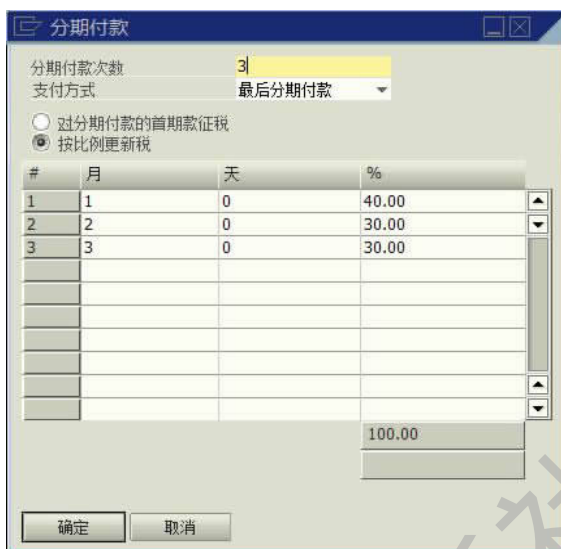 分期付款
分期付款次数 3
支付方式 最后分期付款
对分期付款的首期款征税
按比例更新税
# 月 天 %
1 1 0 40.00
2 2 0 30.00
3 3 0 30.00
100.00
确定 取消